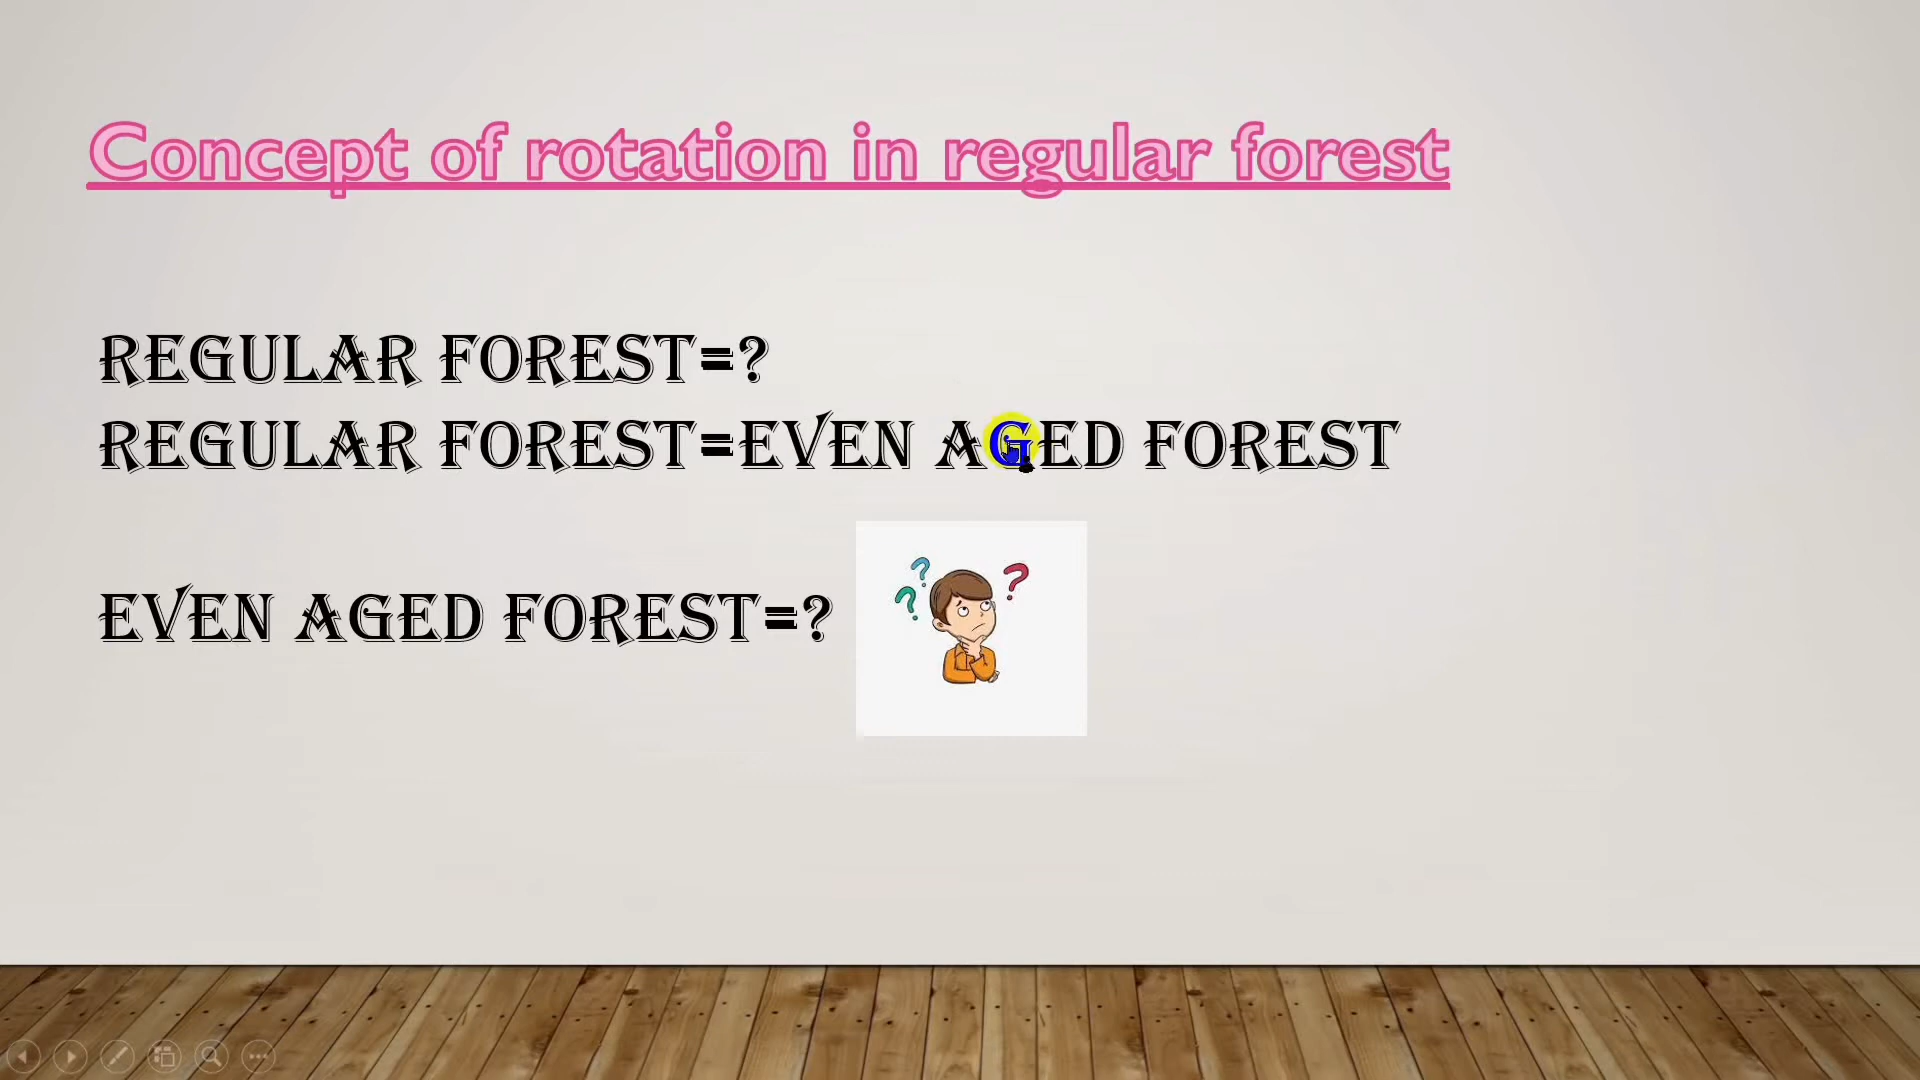 Concept of rotation in regular forest
REGULAR FOREST=?
REGULAR FOREST=EVEN AGED FOREST
EVEN AGED FOREST=?
? ? ?